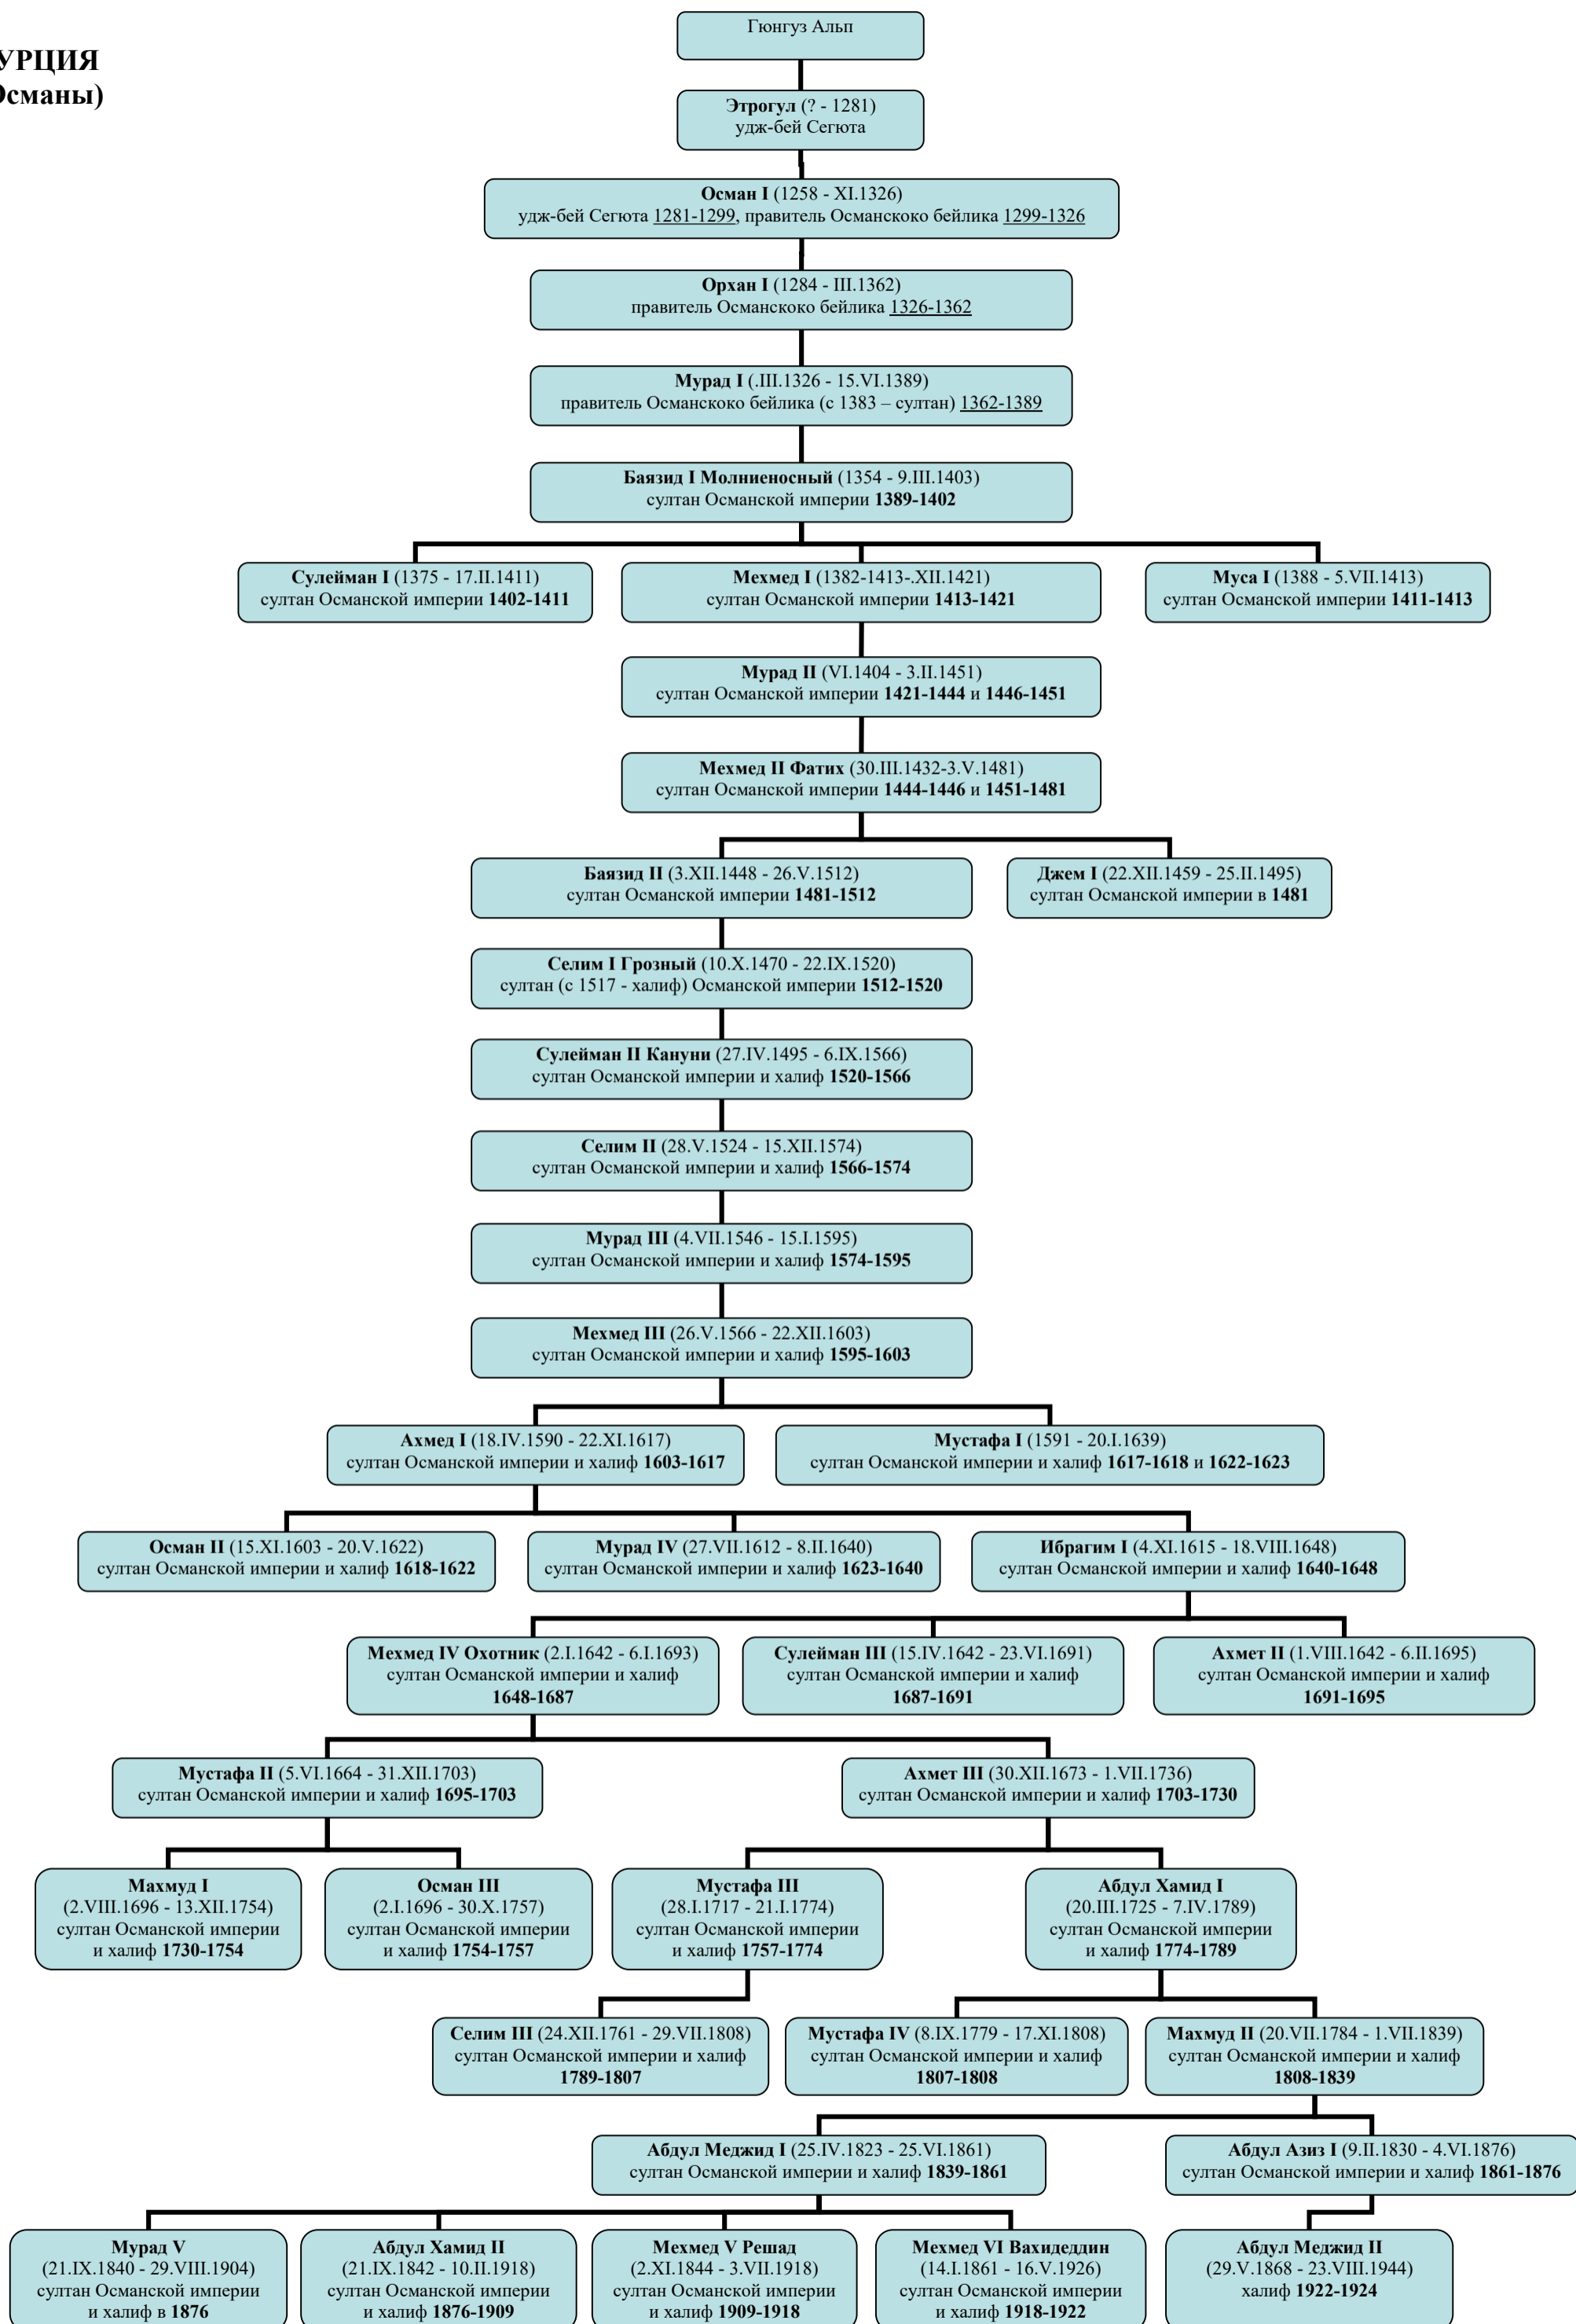 УРЦИЯ
Османы)
Гюнгуз Альп
Этрогул (? - 1281)
удж-бей Сегюта
Осман I (1258 - XI.1326)
удж-бей Сегюта 1281-1299, правитель Османскоко бейлика 1299-1326
Орхан I (1284 - III.1362)
правитель Османскоко бейлика 1326-1362
Мурад I (.III.1326 - 15.VI.1389)
правитель Османскоко бейлика (с 1383 – султан) 1362-1389
Баязид I Молниеносный (1354 - 9.III.1403)
султан Османской империи 1389-1402
Сулейман I (1375 - 17.II.1411)
султан Османской империи 1402-1411
Мехмед I (1382-1413-.XII.1421)
султан Османской империи 1413-1421
Муса I (1388 - 5.VII.1413)
султан Османской империи 1411-1413
Мурад II (VI.1404 - 3.II.1451)
султан Османской империи 1421-1444 и 1446-1451
Мехмед II Фатих (30.III.1432-3.V.1481)
султан Османской империи 1444-1446 и 1451-1481
Баязид II (3.XII.1448 - 26.V.1512)
султан Османской империи 1481-1512
Джем I (22.XII.1459 - 25.II.1495)
султан Османской империи в 1481
Селим I Грозный (10.X.1470 - 22.IX.1520)
султан (с 1517 - халиф) Османской империи 1512-1520
Сулейман II Кануни (27.IV.1495 - 6.IX.1566)
султан Османской империи и халиф 1520-1566
Селим II (28.V.1524 - 15.XII.1574)
султан Османской империи и халиф 1566-1574
Мурад III (4.VII.1546 - 15.I.1595)
султан Османской империи и халиф 1574-1595
Мехмед III (26.V.1566 - 22.XII.1603)
султан Османской империи и халиф 1595-1603
Ахмед I (18.IV.1590 - 22.XI.1617)
султан Османской империи и халиф 1603-1617
Мустафа I (1591 - 20.I.1639)
султан Османской империи и халиф 1617-1618 и 1622-1623
Осман II (15.XI.1603 - 20.V.1622)
султан Османской империи и халиф 1618-1622
Мурад IV (27.VII.1612 - 8.II.1640)
султан Османской империи и халиф 1623-1640
Ибрагим I (4.XI.1615 - 18.VIII.1648)
султан Османской империи и халиф 1640-1648
Мехмед IV Охотник (2.I.1642 - 6.I.1693)
султан Османской империи и халиф
1648-1687
Сулейман III (15.IV.1642 - 23.VI.1691)
султан Османской империи и халиф
1687-1691
Ахмет II (1.VIII.1642 - 6.II.1695)
султан Османской империи и халиф
1691-1695
Мустафа II (5.VI.1664 - 31.XII.1703)
султан Османской империи и халиф 1695-1703
Ахмет III (30.XII.1673 - 1.VII.1736)
султан Османской империи и халиф 1703-1730
Махмуд I
(2.VIII.1696 - 13.XII.1754)
султан Османской империи
и халиф 1730-1754
Осман III
(2.I.1696 - 30.X.1757)
султан Османской империи
и халиф 1754-1757
Мустафа III
(28.I.1717 - 21.I.1774)
султан Османской империи
и халиф 1757-1774
Абдул Хамид I
(20.III.1725 - 7.IV.1789)
султан Османской империи
и халиф 1774-1789
Селим III (24.XII.1761 - 29.VII.1808)
султан Османской империи и халиф
1789-1807
Мустафа IV (8.IX.1779 - 17.XI.1808)
султан Османской империи и халиф
1807-1808
Махмуд II (20.VII.1784 - 1.VII.1839)
султан Османской империи и халиф
1808-1839
Абдул Меджид I (25.IV.1823 - 25.VI.1861)
султан Османской империи и халиф 1839-1861
Абдул Азиз I (9.II.1830 - 4.VI.1876)
султан Османской империи и халиф 1861-1876
Мурад V
(21.IX.1840 - 29.VIII.1904)
султан Османской империи
и халиф в 1876
Абдул Хамид II
(21.IX.1842 - 10.II.1918)
султан Османской империи
и халиф 1876-1909
Мехмед V Решад
(2.XI.1844 - 3.VII.1918)
султан Османской империи
и халиф 1909-1918
Мехмед VI Вахидеддин
(14.I.1861 - 16.V.1926)
султан Османской империи
и халиф 1918-1922
Абдул Меджид II
(29.V.1868 - 23.VIII.1944)
халиф 1922-1924